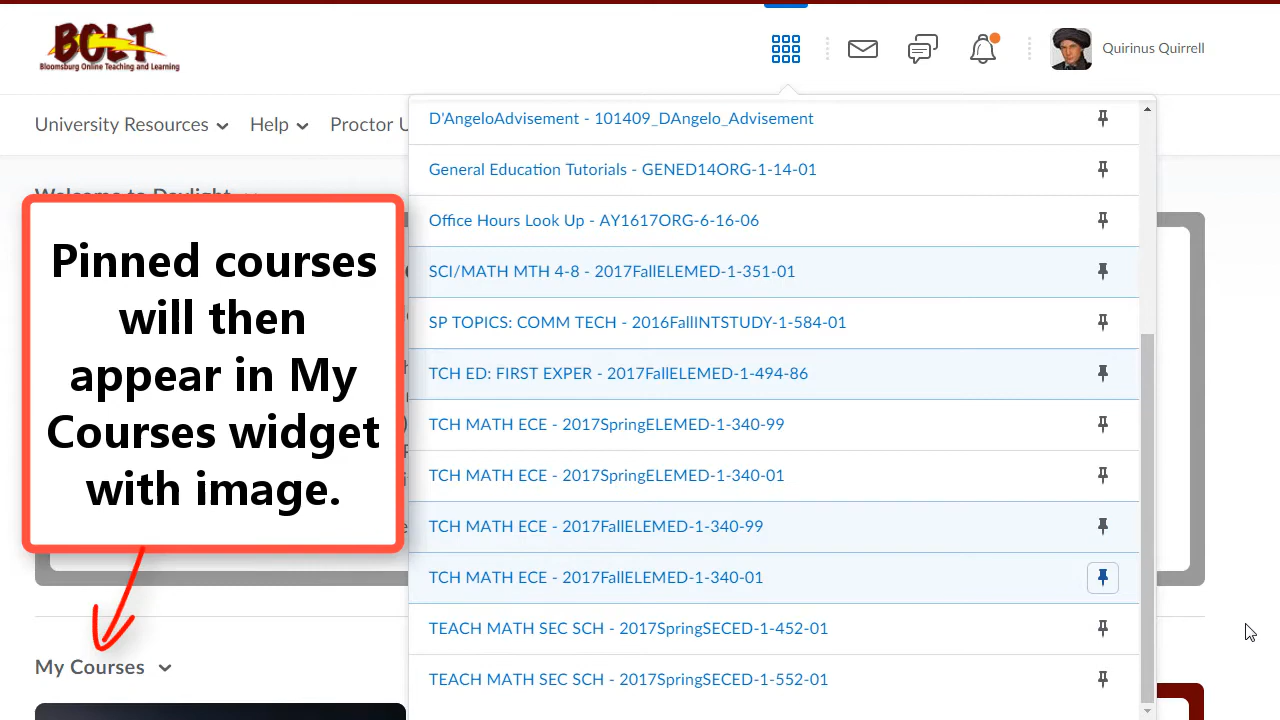 BOLT
Bloomsburg Online Teaching and Learning
Quirinus Quirrell
University Resources
Help
Proctor U
Welcome to Daylight
Pinned courses
will then
appear in My
Courses widget
with image.
D'AngeloAdvisement - 101409_DAngelo_Advisement
General Education Tutorials - GENED14ORG-1-14-01
Office Hours Look Up - AY1617ORG-6-16-06
SCI/MATH MTH 4-8 - 2017FallELEMED-1-351-01
SP TOPICS: COMM TECH - 2016FallINTSTUDY-1-584-01
TCH ED: FIRST EXPER - 2017FallELEMED-1-494-86
TCH MATH ECE - 2017SpringELEMED-1-340-99
TCH MATH ECE - 2017SpringELEMED-1-340-01
TCH MATH ECE - 2017FallELEMED-1-340-99
TCH MATH ECE - 2017FallELEMED-1-340-01
TEACH MATH SEC SCH - 2017SpringSECED-1-452-01
TEACH MATH SEC SCH - 2017SpringSECED-1-552-01
My Courses